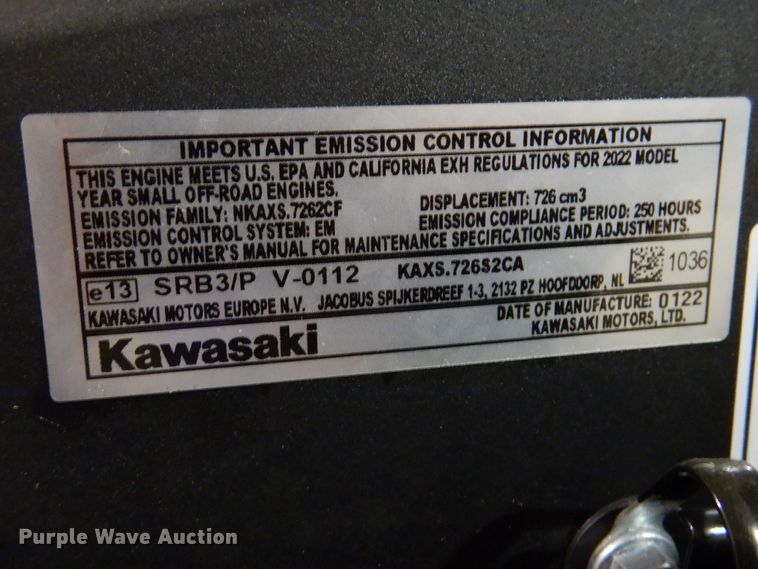 IMPORTANT EMISSION CONTROL INFORMATION
THIS ENGINE MEETS U.S. EPA AND CALIFORNIA EXH REGULATIONS FOR 2022 MODEL
YEAR SMALL OFF-ROAD ENGINES.
EMISSION FAMILY: NKAXS.7262CF DISPLACEMENT: 726 cm3
EMISSION CONTROL SYSTEM: EM EMISSION COMPLIANCE PERIOD: 250 HOURS
REFER TO OWNER'S MANUAL FOR MAINTENANCE SPECIFICATIONS AND ADJUSTMENTS.
e13 SRB3/P V-0112 KAXS.726S2CA 1036
KAWASAKI MOTORS EUROPE N.V. JACOBUS SPIJKERDREEF 1-3, 2132 PZ HOOFDDORP, NL
DATE OF MANUFACTURE: 0122
Kawasaki KAWASAKI MOTORS, LTD.
Purple Wave Auction